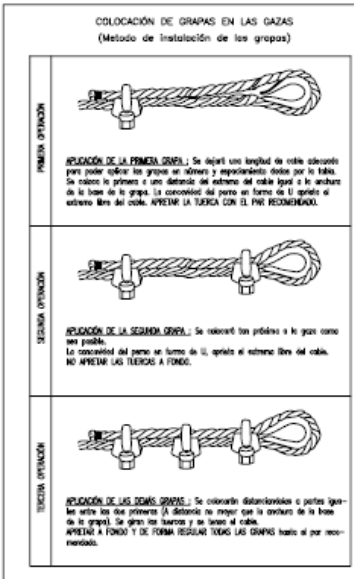 COLOCACIÓN DE GRAPAS EN LAS GAZAS
(Metodo de instalación de las grapas)
PRIMERA OPERACIÓN
APLICACIÓN DE LA PRIMERA GRAPA : Se dejará una longitud de cable adecuada
para poder aplicar las grapas en número y espaciamiento dados por la tabla.
Se coloca la primera a una distancia del extremo del cable igual a la anchura
de la base de la grapa. La concavidad del perno en forma de U aprieta el
extremo libre del cable. APRETAR LA TUERCA CON EL PAR RECOMENDADO.
SEGUNDA OPERACIÓN
APLICACIÓN DE LA SEGUNDA GRAPA : Se colocará tan próxima a la gaza como
sea posible.
La concavidad del perno en forma de U, aprieta el extremo libre del cable.
NO APRETAR LAS TUERCAS A FONDO.
TERCERA OPERACIÓN
APLICACIÓN DE LAS DEMÁS GRAPAS : Se colocarán distanciandolas a partes igua-
les entre las dos primeras (A distancia no mayor que la anchura de la base
de la grapa). Se giran las tuercas y se tensa el cable.
APRETAR A FONDO Y DE FORMA REGULAR TODAS LAS GRAPAS hasta el par reco-
mendado.